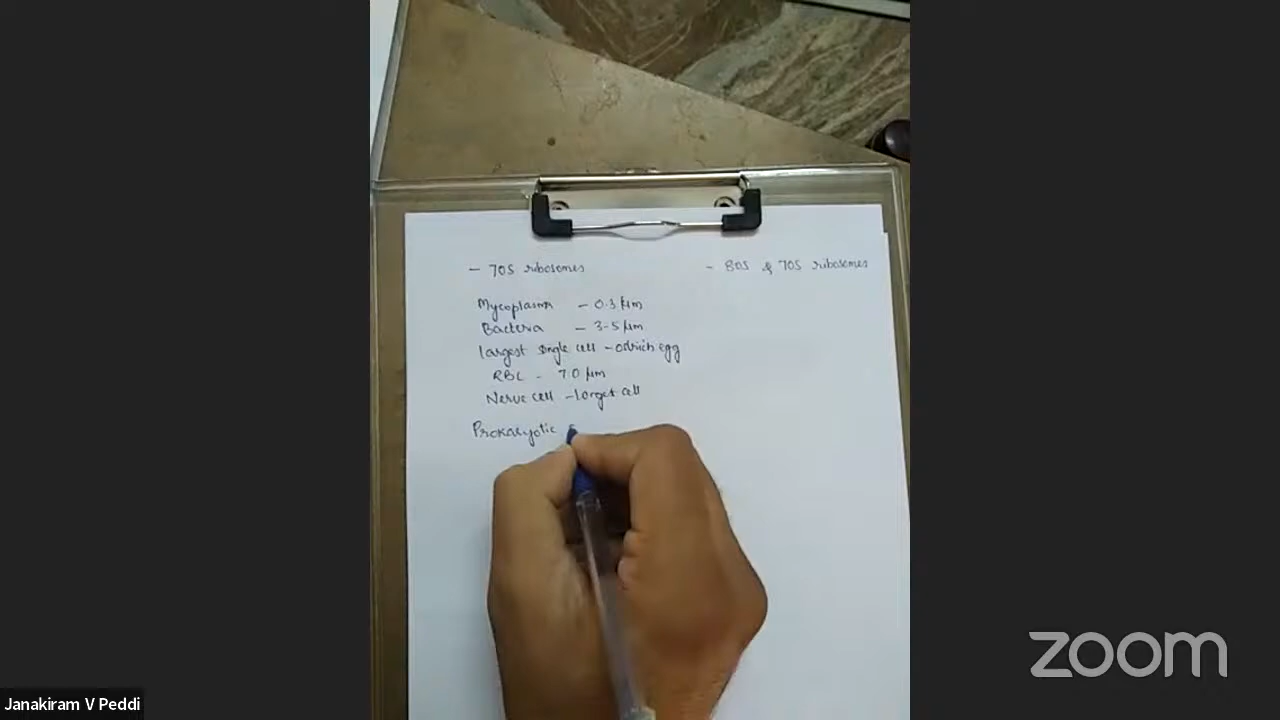 - 70S ribosomes - 80S & 70S ribosomes
Mycoplasma - 0.3 μm
Bacteria - 3-5 μm
largest single cell - ostrich egg
RBC - 7.0 μm
Nerve cell - longest cell
Prokaryotic
zoom
Janakiram V Peddi